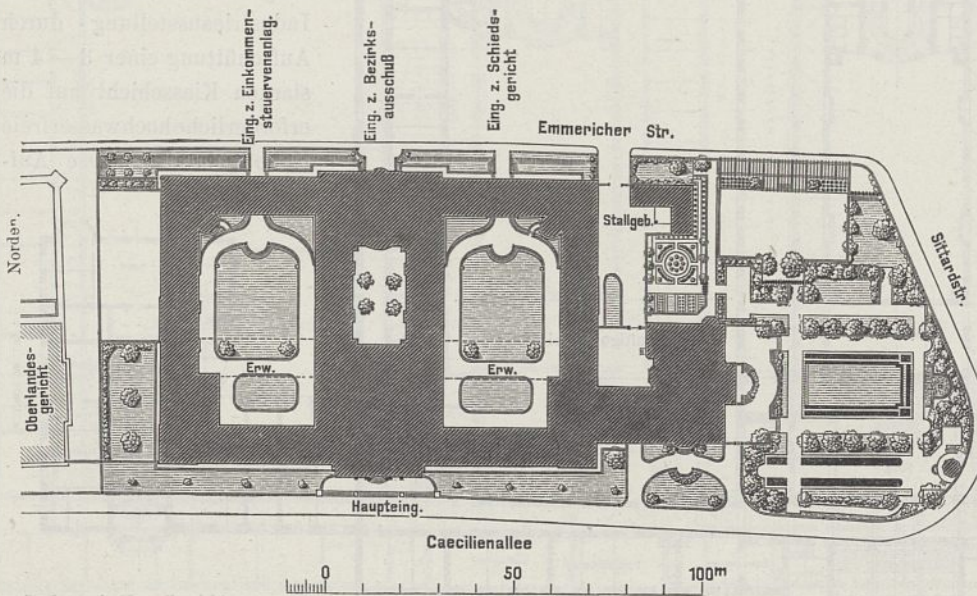 Eing. z. Einkommen=
steuerveranlag.
Eing. z. Bezirks=
ausschuß
Eing. z. Schieds=
gericht
Emmericher Str.
Norden.
Stallgeb.
Sittardstr.
Oberlandes=
gericht
Erw.
Erw.
Haupteing.
Caecilienallee
0 50 100m